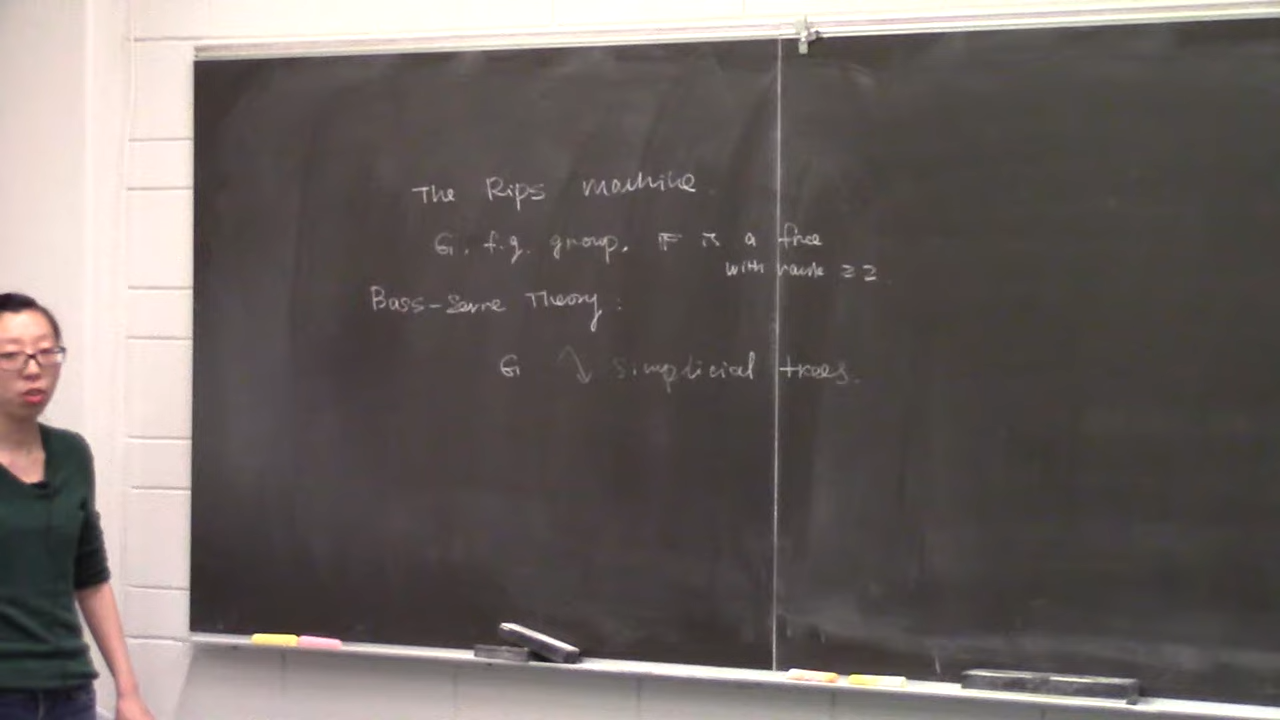 The Rips machine.
G. f.g. group. F is a free
with rank ≥ 2.
Bass-Serre Theory:
G ↷ simplicial trees.